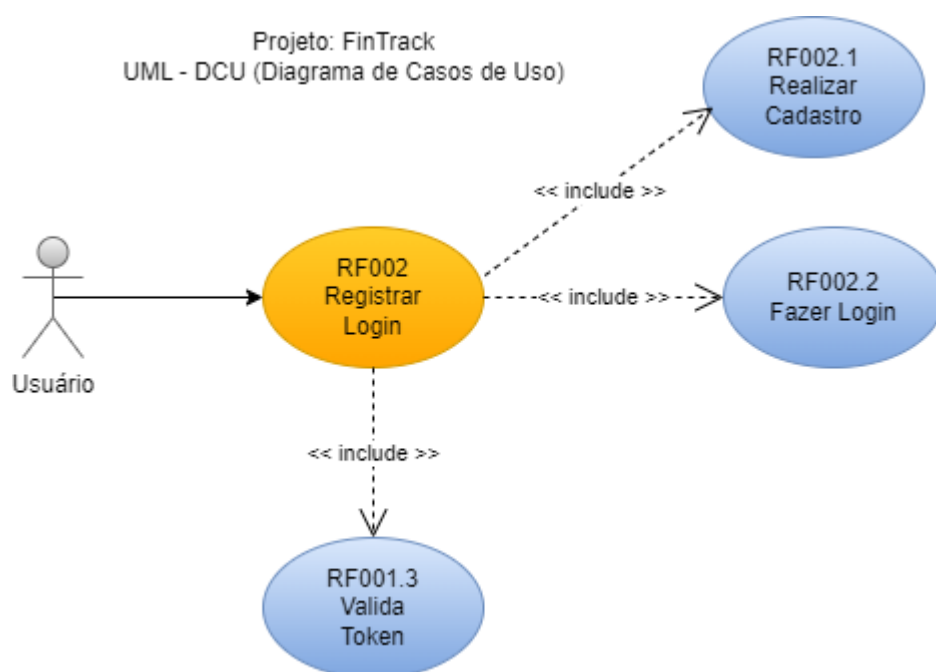 Projeto: FinTrack
UML - DCU (Diagrama de Casos de Uso)
RF002.1
Realizar
Cadastro
<< include >>
RF002
Registrar
Login
<< include >>
RF002.2
Fazer Login
Usuário
<< include >>
RF001.3
Valida
Token